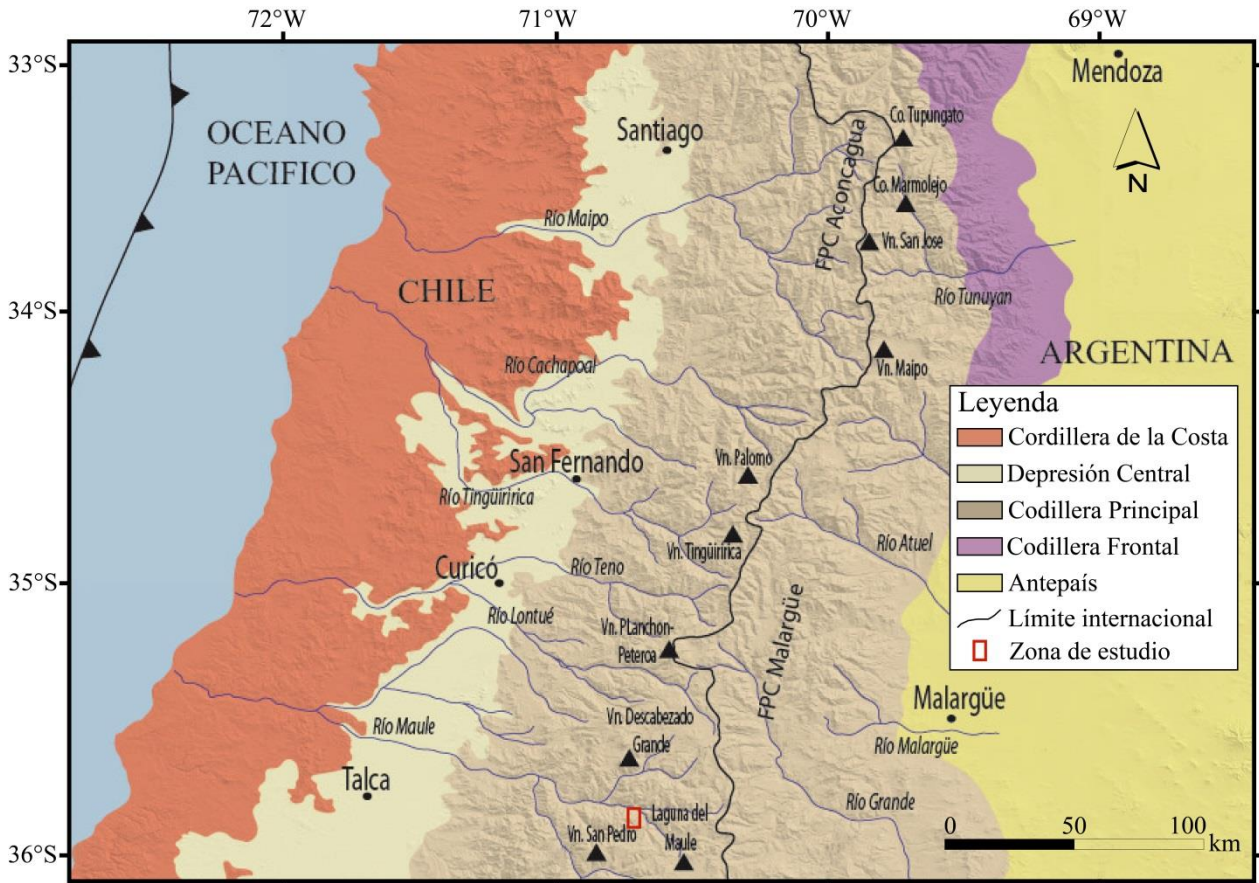 72°W
71°W
70°W
69°W
33°S
34°S
35°S
36°S
OCEANO
PACIFICO
Santiago
Mendoza
N
Co. Tupungato
FPC Aconcagua
Co. Marmolejo
Río Maipo
Vn. San Jose
CHILE
Río Tunuyan
ARGENTINA
Río Cachapoal
Vn. Maipo
San Fernando
Vn. Palomo
Río Tingüiririca
Vn. Tingüiririca
Río Atuel
Curicó
Río Teno
Río Lontué
Vn. PLanchon-
Peteroa
FPC Malargüe
Malargüe
Río Maule
Vn. Descabezado
Grande
Río Malargüe
Talca
Río Grande
Laguna del
Maule
Vn. San Pedro
Leyenda
Cordillera de la Costa
Depresión Central
Codillera Principal
Codillera Frontal
Antepaís
Límite internacional
Zona de estudio
0 50 100
km